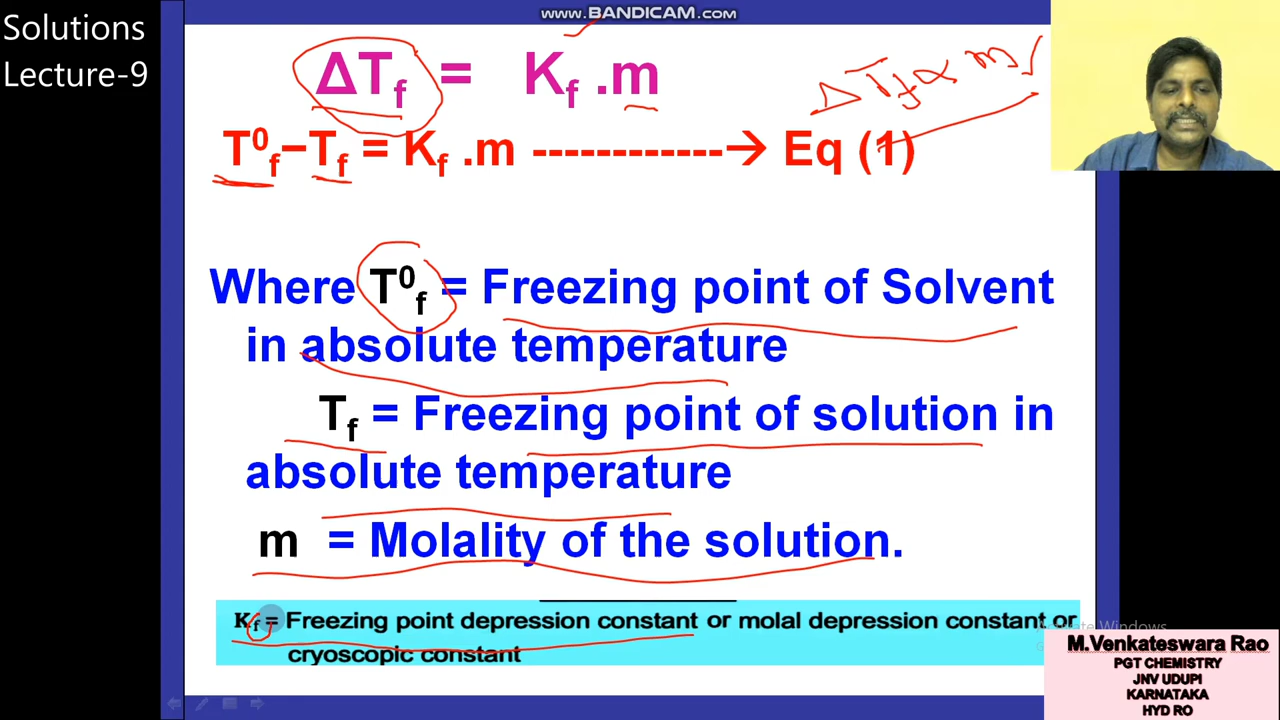 www.BANDICAM.com
Solutions
Lecture-9
ΔTf = Kf .m
ΔTf ∝ m
T⁰f−Tf = Kf .m ------------→ Eq (1)
Where T⁰f = Freezing point of Solvent
in absolute temperature
Tf = Freezing point of solution in
absolute temperature
m = Molality of the solution.
Kf = Freezing point depression constant or molal depression constant or
cryoscopic constant
M.Venkateswara Rao
PGT CHEMISTRY
JNV UDUPI
KARNATAKA
HYD RO